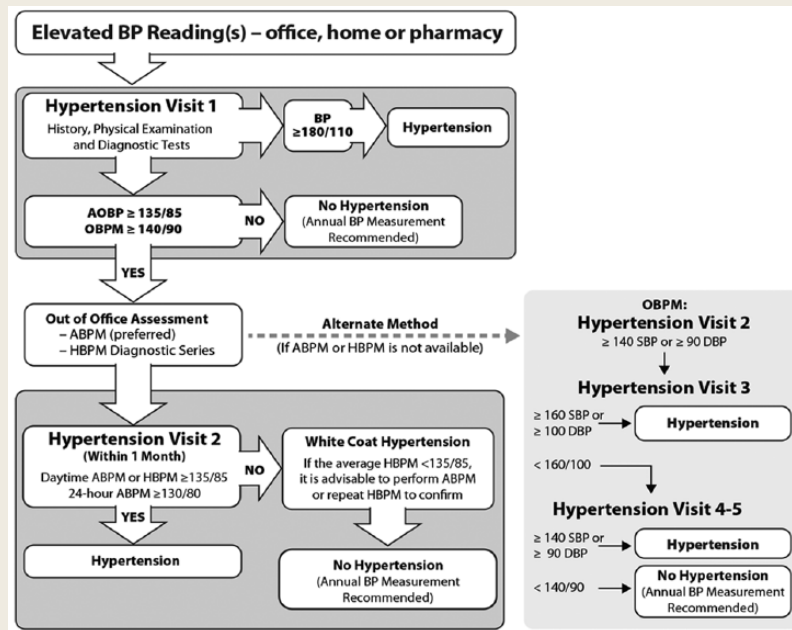 Elevated BP Reading(s) – office, home or pharmacy
Hypertension Visit 1
History, Physical Examination
and Diagnostic Tests
BP
≥180/110
Hypertension
AOBP ≥ 135/85
OBPM ≥ 140/90
NO
No Hypertension
(Annual BP Measurement
Recommended)
YES
Out of Office Assessment
– ABPM (preferred)
– HBPM Diagnostic Series
Alternate Method
(If ABPM or HBPM is not available)
Hypertension Visit 2
(Within 1 Month)
Daytime ABPM or HBPM ≥135/85
24-hour ABPM ≥130/80
NO
White Coat Hypertension
If the average HBPM <135/85,
it is advisable to perform ABPM
or repeat HBPM to confirm
YES
Hypertension
No Hypertension
(Annual BP Measurement
Recommended)
OBPM:
Hypertension Visit 2
≥ 140 SBP or ≥ 90 DBP
Hypertension Visit 3
≥ 160 SBP or
≥ 100 DBP
Hypertension
< 160/100
Hypertension Visit 4-5
≥ 140 SBP or
≥ 90 DBP
Hypertension
< 140/90
No Hypertension
(Annual BP Measurement
Recommended)